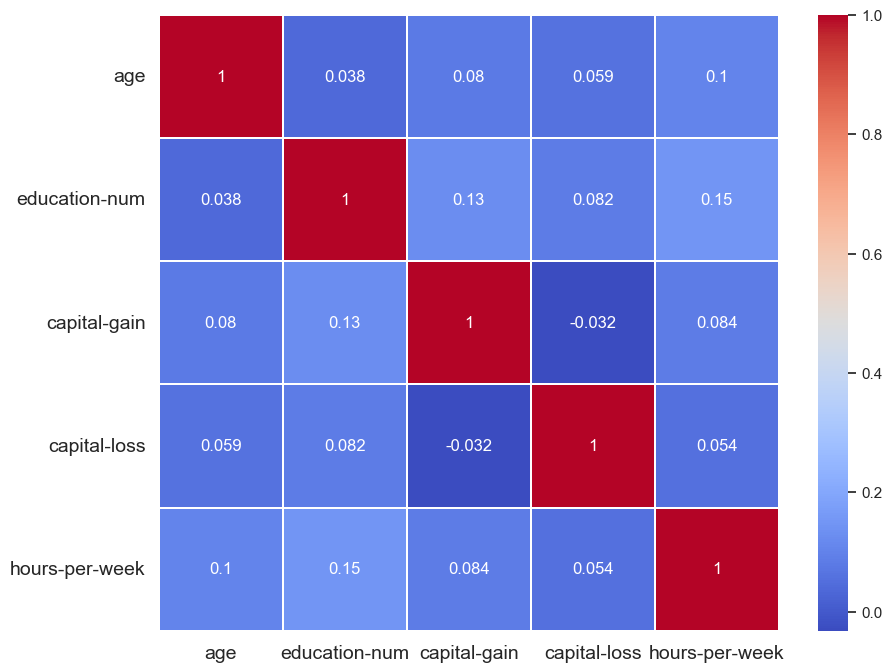 age 1 0.038 0.08 0.059 0.1
education-num 0.038 1 0.13 0.082 0.15
capital-gain 0.08 0.13 1 -0.032 0.084
capital-loss 0.059 0.082 -0.032 1 0.054
hours-per-week 0.1 0.15 0.084 0.054 1
age education-num capital-gain capital-loss hours-per-week
1.0
0.8
0.6
0.4
0.2
0.0